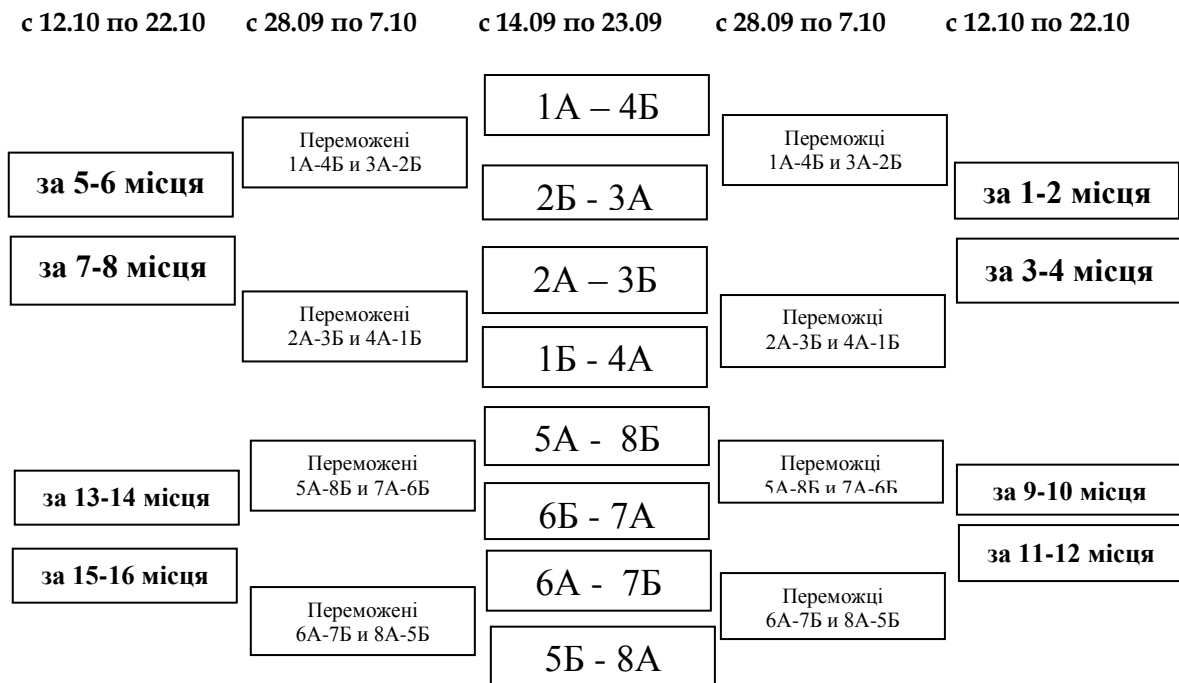 с 12.10 по 22.10 с 28.09 по 7.10 с 14.09 по 23.09 с 28.09 по 7.10 с 12.10 по 22.10
1А – 4Б
Переможені
1А-4Б и 3А-2Б
Переможці
1А-4Б и 3А-2Б
за 5-6 місця
2Б - 3А
за 1-2 місця
за 7-8 місця
2А – 3Б
за 3-4 місця
Переможені
2А-3Б и 4А-1Б
Переможці
2А-3Б и 4А-1Б
1Б - 4А
5А - 8Б
Переможені
5А-8Б и 7А-6Б
Переможці
5А-8Б и 7А-6Б
за 13-14 місця
6Б - 7А
за 9-10 місця
за 15-16 місця
6А - 7Б
за 11-12 місця
Переможені
6А-7Б и 8А-5Б
Переможці
6А-7Б и 8А-5Б
5Б - 8А